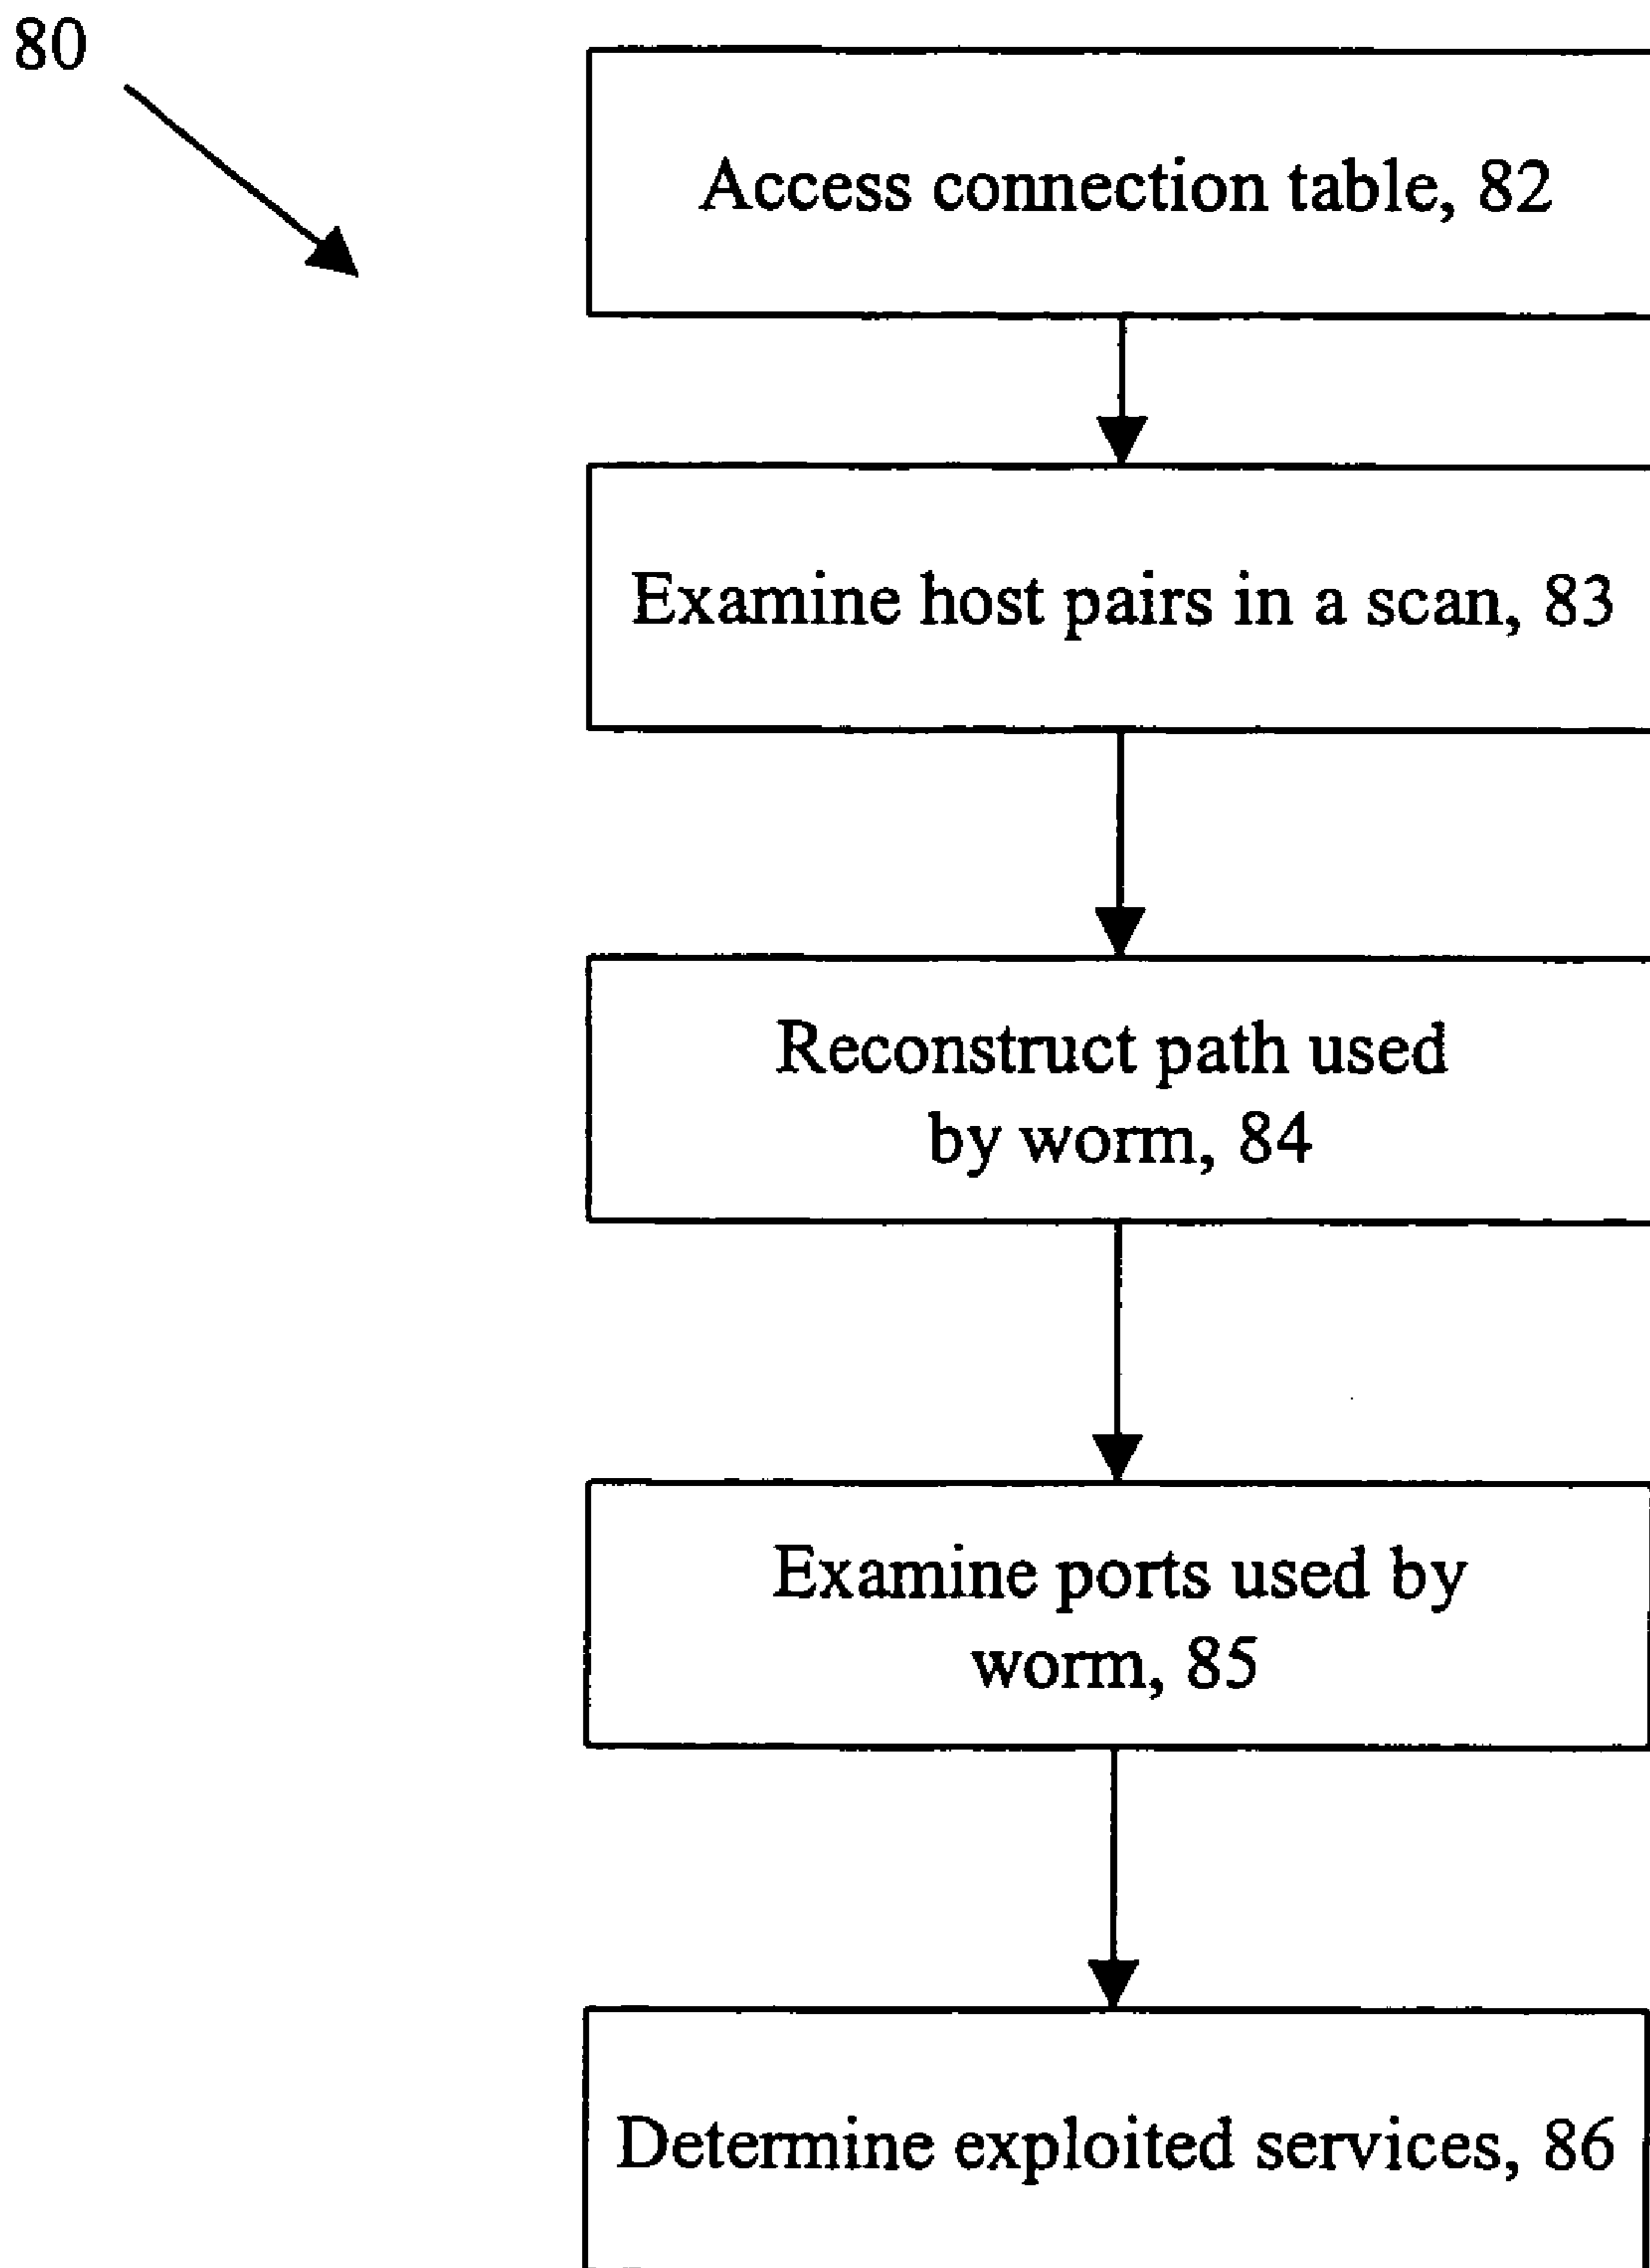 80
Access connection table, 82
Examine host pairs in a scan, 83
Reconstruct path used
by worm, 84
Examine ports used by
worm, 85
Determine exploited services, 86